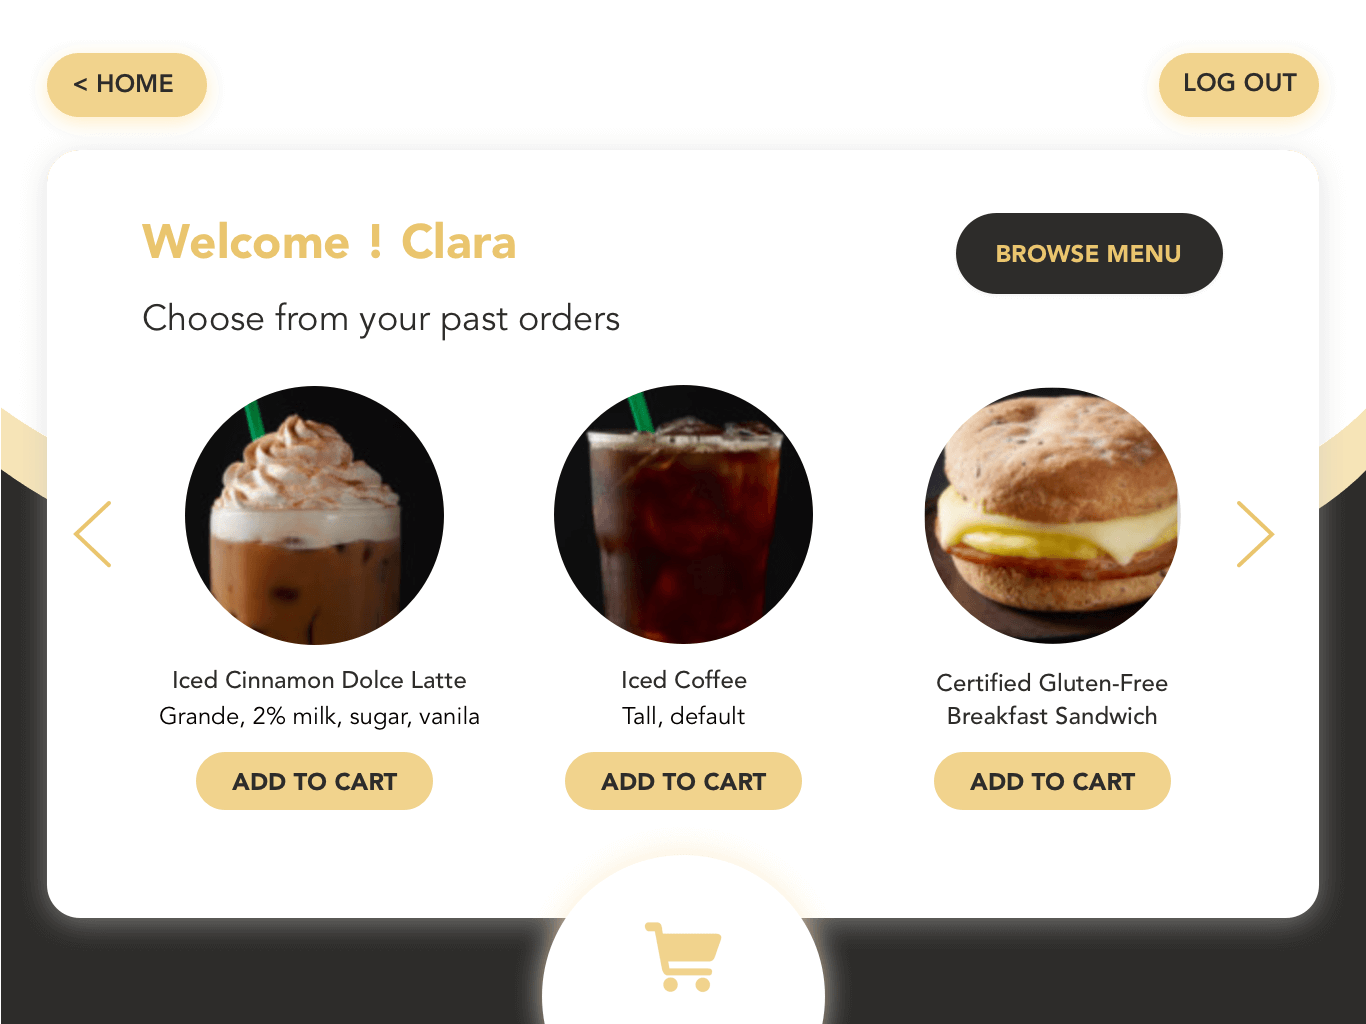 < HOME
LOG OUT
Welcome ! Clara
BROWSE MENU
Choose from your past orders
Iced Cinnamon Dolce Latte
Grande, 2% milk, sugar, vanila
ADD TO CART
Iced Coffee
Tall, default
ADD TO CART
Certified Gluten-Free
Breakfast Sandwich
ADD TO CART